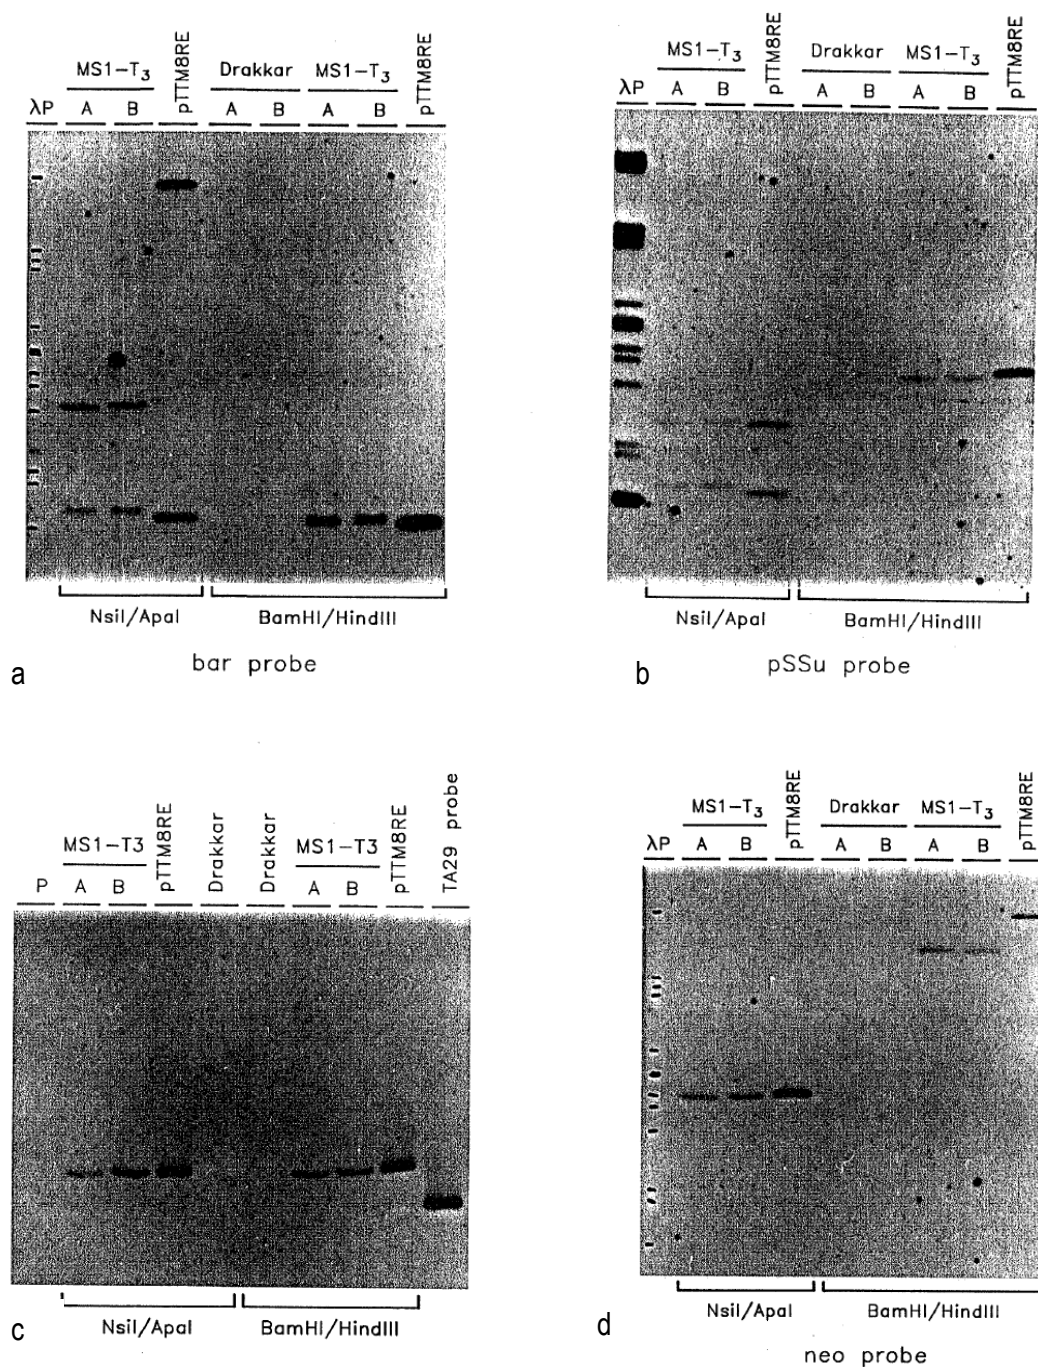 MS1-T3 Drakkar MS1-T3
λP A B pTTM8RE A B A B pTTM8RE
NsiI/ApaI BamHI/HindIII
bar probe
a
MS1-T3 Drakkar MS1-T3
λP A B pTTM8RE A B A B pTTM8RE
NsiI/ApaI BamHI/HindIII
pSSu probe
b
MS1-T3 MS1-T3
P A B pTTM8RE Drakkar Drakkar A B pTTM8RE TA29 probe
NsiI/ApaI BamHI/HindIII
c
MS1-T3 Drakkar MS1-T3
λP A B pTTM8RE A B A B pTTM8RE
NsiI/ApaI BamHI/HindIII
neo probe
d